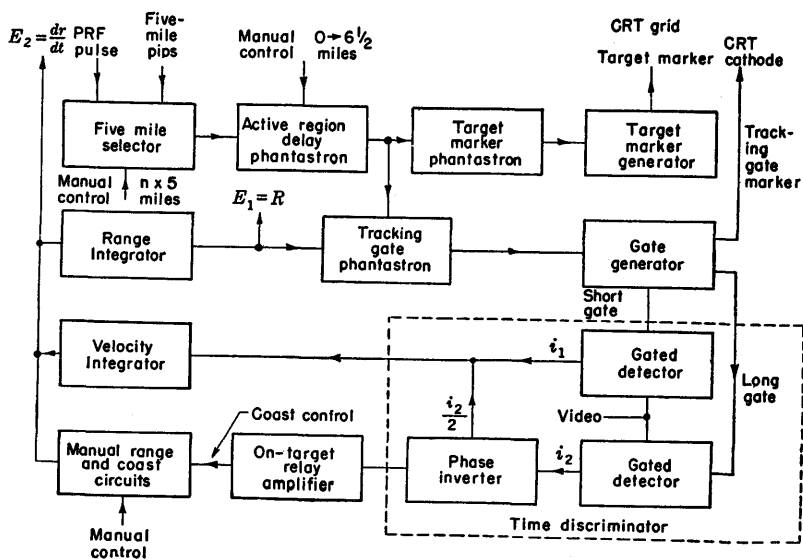 E₂ = dr/dt
PRF pulse
Five-mile pips
Manual control
0→6½ miles
CRT grid
Target marker
CRT cathode
Five mile selector
Active region delay phantastron
Target marker phantastron
Target marker generator
Tracking gate marker
Manual control
n x 5 miles
E₁ = R
Range Integrator
Tracking gate phantastron
Gate generator
Short gate
Velocity Integrator
i₁
Gated detector
Long gate
i₂/2
Video
Coast control
Manual range and coast circuits
On-target relay amplifier
Phase inverter
i₂
Gated detector
Manual control
Time discriminator